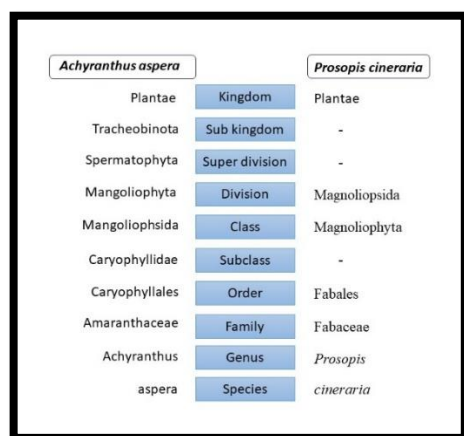 Achyranthus aspera Prosopis cineraria
Plantae Kingdom Plantae
Tracheobinota Sub kingdom -
Spermatophyta Super division -
Mangoliophyta Division Magnoliopsida
Mangoliophsida Class Magnoliophyta
Caryophyllidae Subclass -
Caryophyllales Order Fabales
Amaranthaceae Family Fabaceae
Achyranthus Genus Prosopis
aspera Species cineraria